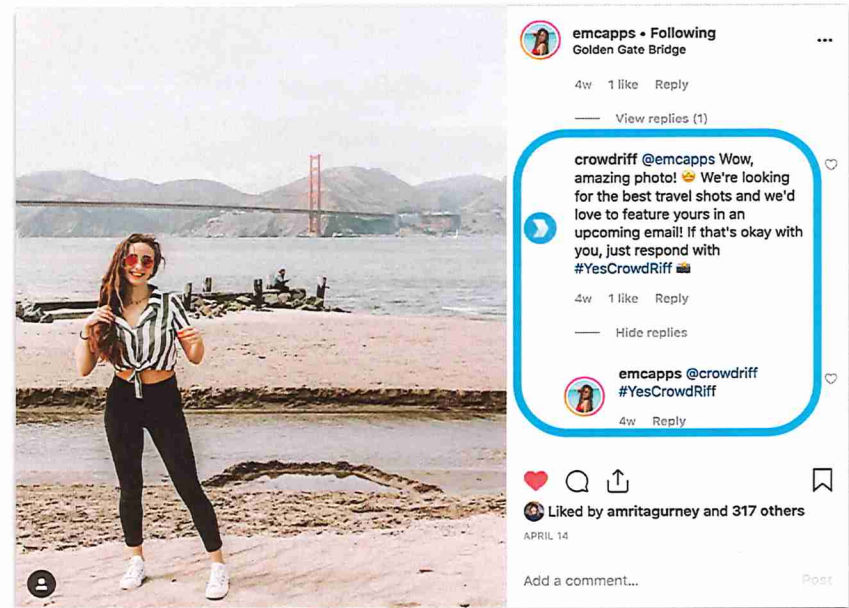 emcapps • Following
Golden Gate Bridge
4w 1 like Reply
View replies (1)
crowdriff @emcapps Wow,
amazing photo! 🤩 We're looking
for the best travel shots and we'd
love to feature yours in an
upcoming email! If that's okay with
you, just respond with
#YesCrowdRiff 📸
4w 1 like Reply
Hide replies
emcapps @crowdriff
#YesCrowdRiff
4w Reply
Liked by amritagurney and 317 others
APRIL 14
Add a comment... Post